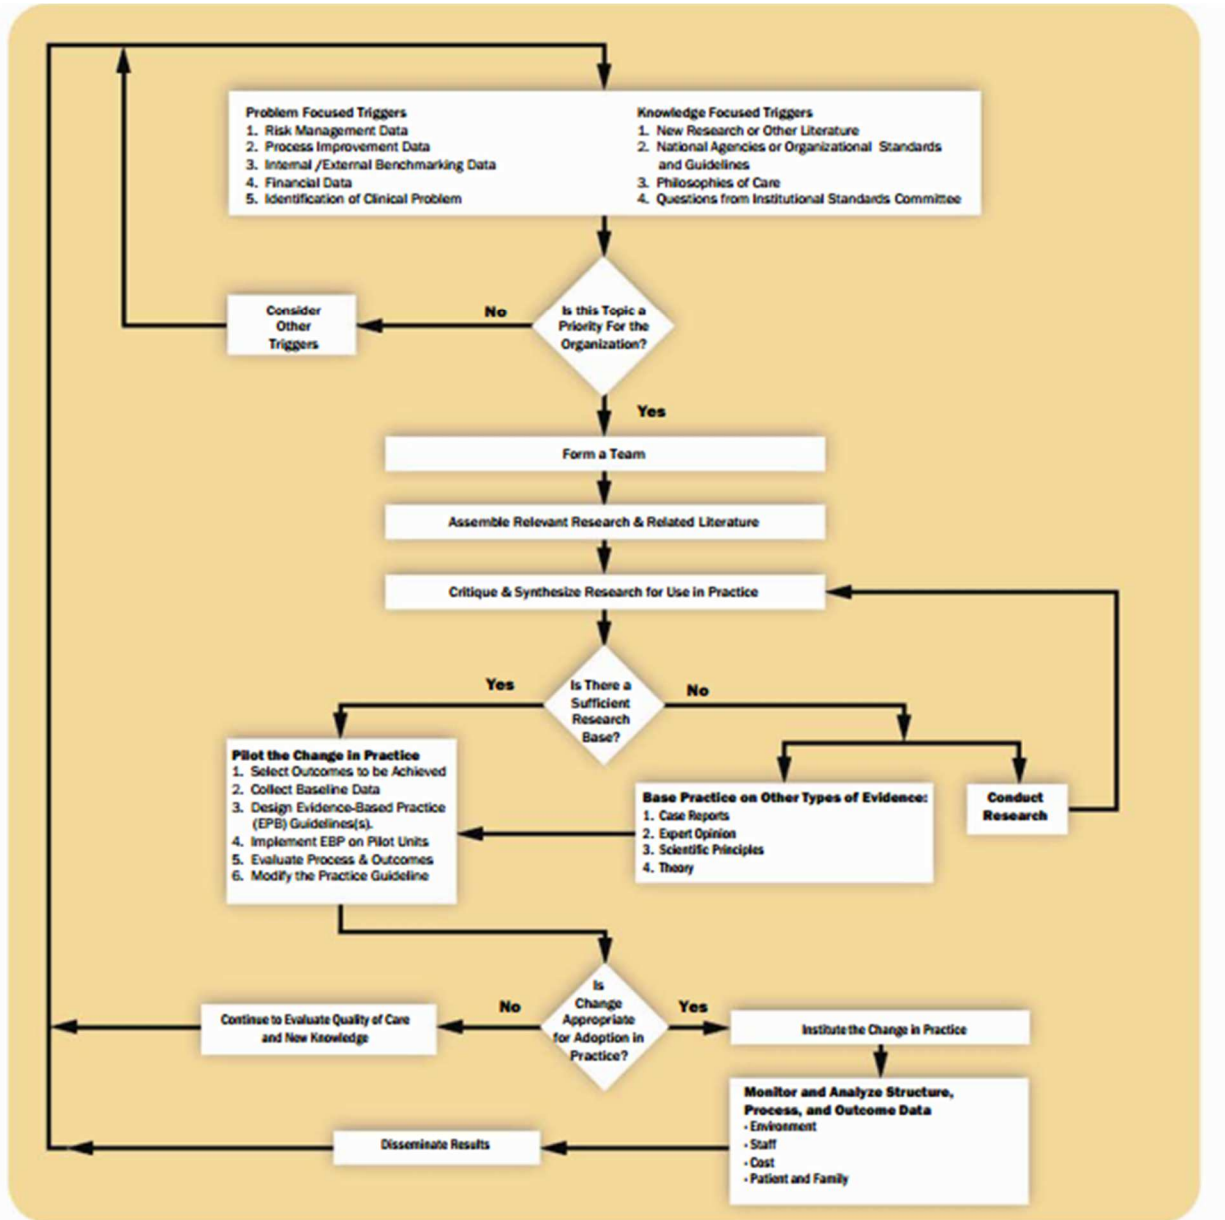 Problem Focused Triggers
1. Risk Management Data
2. Process Improvement Data
3. Internal /External Benchmarking Data
4. Financial Data
5. Identification of Clinical Problem
Knowledge Focused Triggers
1. New Research or Other Literature
2. National Agencies or Organizational Standards
and Guidelines
3. Philosophies of Care
4. Questions from Institutional Standards Committee
Consider
Other
Triggers
No
Is this Topic a
Priority For the
Organization?
Yes
Form a Team
Assemble Relevant Research & Related Literature
Critique & Synthesize Research for Use in Practice
Yes
Is There a
Sufficient
Research
Base?
No
Pilot the Change in Practice
1. Select Outcomes to be Achieved
2. Collect Baseline Data
3. Design Evidence-Based Practice
(EPB) Guidelines(s).
4. Implement EBP on Pilot Units
5. Evaluate Process & Outcomes
6. Modify the Practice Guideline
Base Practice on Other Types of Evidence:
1. Case Reports
2. Expert Opinion
3. Scientific Principles
4. Theory
Conduct
Research
Continue to Evaluate Quality of Care
and New Knowledge
No
Is
Change
Appropriate
for Adoption in
Practice?
Yes
Institute the Change in Practice
Monitor and Analyze Structure,
Process, and Outcome Data
- Environment
- Staff
- Cost
- Patient and Family
Disseminate Results